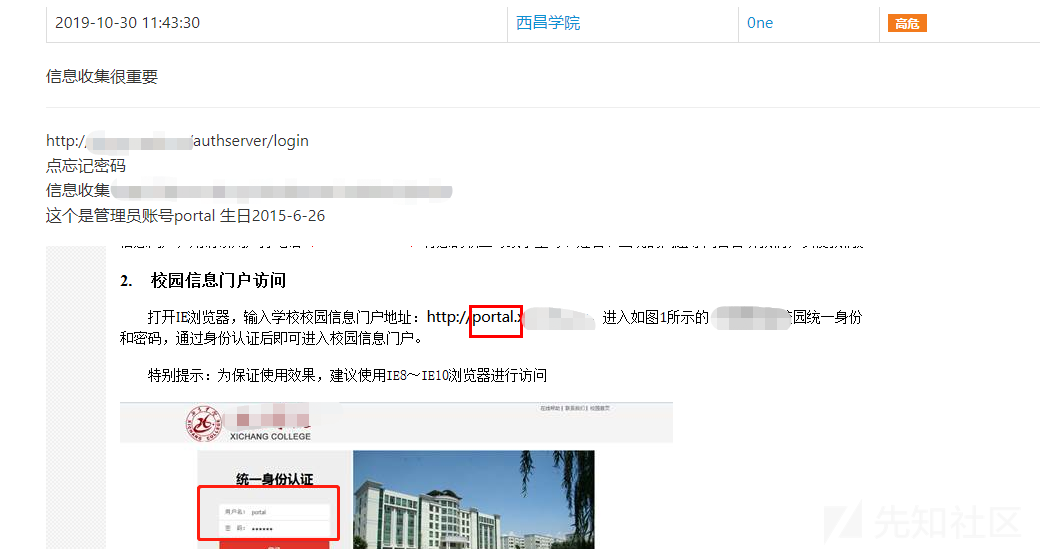 2019-10-30 11:43:30 西昌学院 0ne 高危
信息收集很重要
http:/ /authserver/login
点忘记密码
信息收集
这个是管理员账号portal 生日2015-6-26
2. 校园信息门户访问
打开IE浏览器，输入学校校园信息门户地址：http://portal. 进入如图1所示的 园统一身份
和密码，通过身份认证后即可进入校园信息门户。
特别提示：为保证使用效果，建议使用IE8～IE10浏览器进行访问
在线帮助 | 联系我们 | 校园首页
XICHANG COLLEGE
统一身份认证
用户名： portal
密 码： ●●●●●●
先知社区